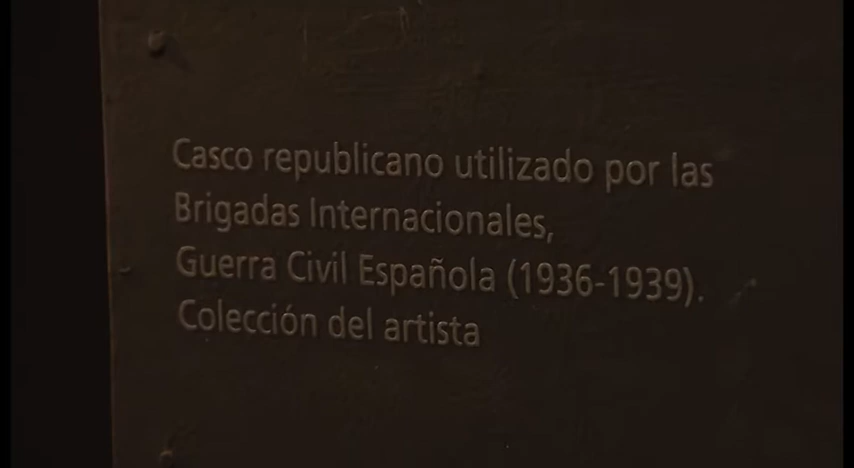 Casco republicano utilizado por las
Brigadas Internacionales,
Guerra Civil Española (1936-1939).
Colección del artista